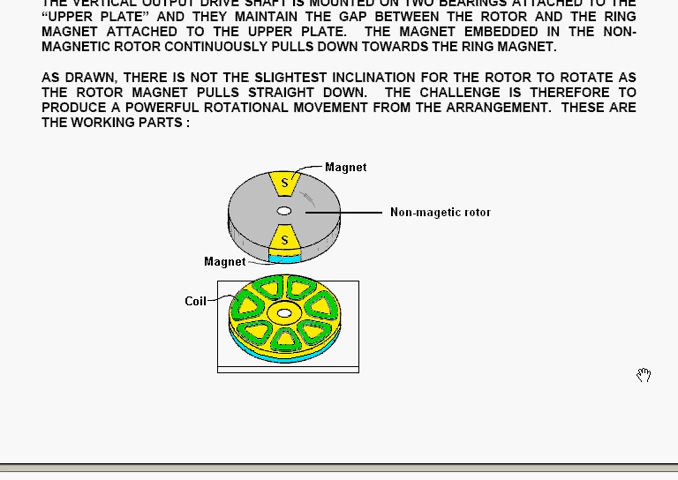 THE VERTICAL OUTPUT DRIVE SHAFT IS MOUNTED ON TWO BEARINGS ATTACHED TO THE
“UPPER PLATE” AND THEY MAINTAIN THE GAP BETWEEN THE ROTOR AND THE RING
MAGNET ATTACHED TO THE UPPER PLATE. THE MAGNET EMBEDDED IN THE NON-
MAGNETIC ROTOR CONTINUOUSLY PULLS DOWN TOWARDS THE RING MAGNET.
AS DRAWN, THERE IS NOT THE SLIGHTEST INCLINATION FOR THE ROTOR TO ROTATE AS
THE ROTOR MAGNET PULLS STRAIGHT DOWN. THE CHALLENGE IS THEREFORE TO
PRODUCE A POWERFUL ROTATIONAL MOVEMENT FROM THE ARRANGEMENT. THESE ARE
THE WORKING PARTS :
Magnet
S
Non-magetic rotor
S
Magnet
Coil